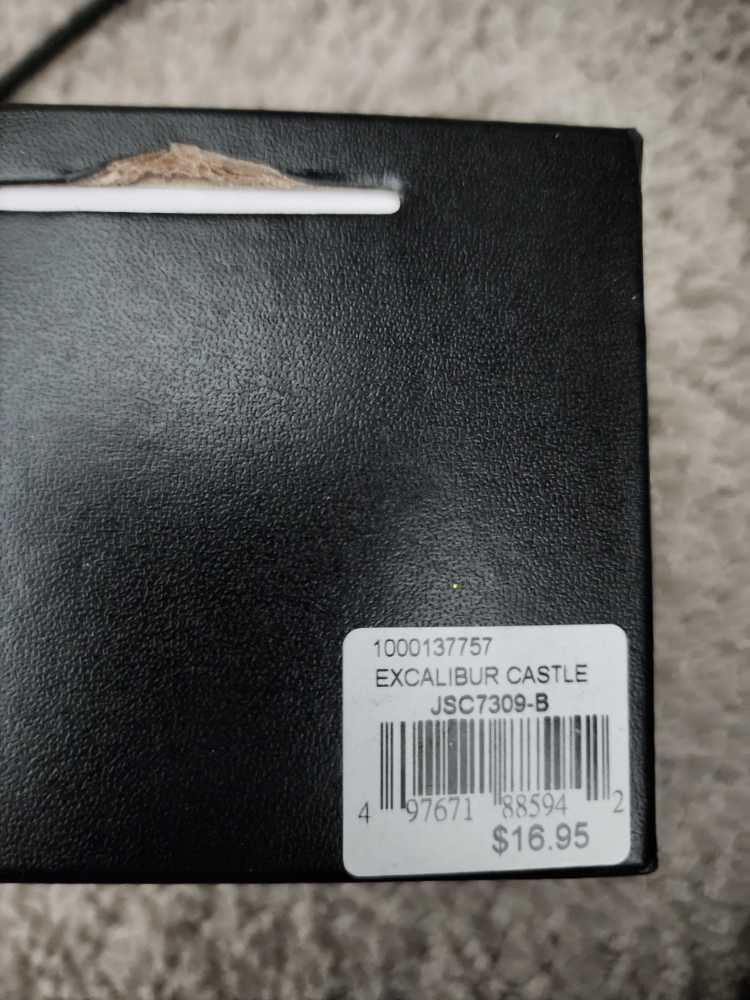 1000137757
EXCALIBUR CASTLE
JSC7309-B
4 97671 88594 2
$16.95